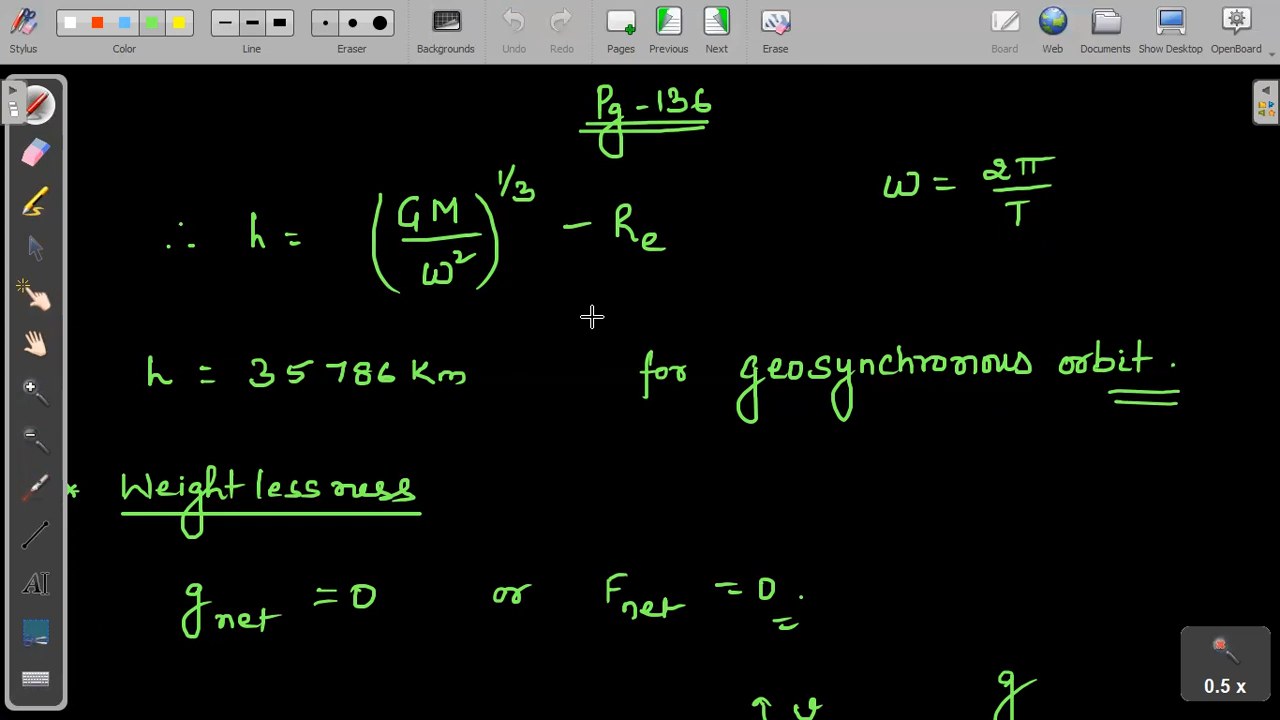 Stylus Color Line Eraser Backgrounds Undo Redo Pages Previous Next Erase Board Web Documents Show Desktop OpenBoard
Pg - 136
∴ h = (GM/ω²)^1/3 - Re
ω = 2π/T
h = 35786 Km for geosynchronous orbit.
* Weightlessness
g net = 0 or Fnet = 0.
↑ v g
0.5 x